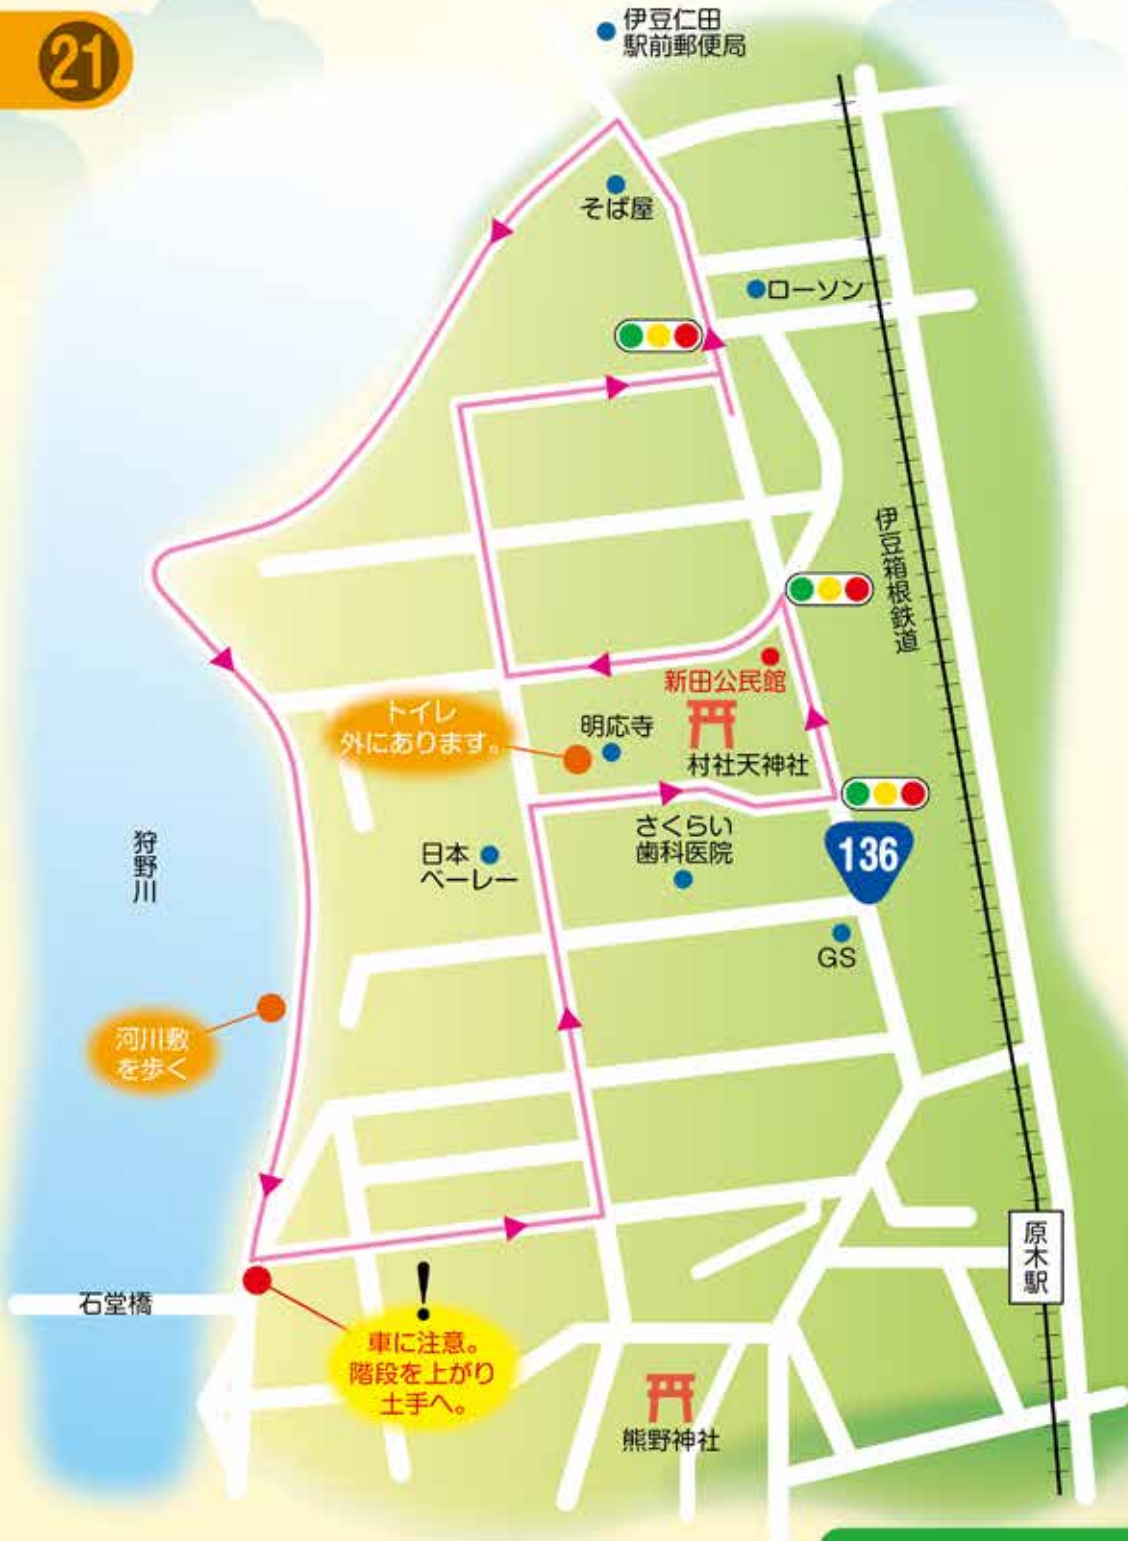 21
伊豆仁田
駅前郵便局
そば屋
ローソン
伊豆箱根鉄道
新田公民館
トイレ
外にあります。
明応寺
村社天神社
さくらい
歯科医院
136
日本
ベーレー
狩野川
GS
河川敷
を歩く
原木駅
石堂橋
!
車に注意。
階段を上がり
土手へ。
熊野神社